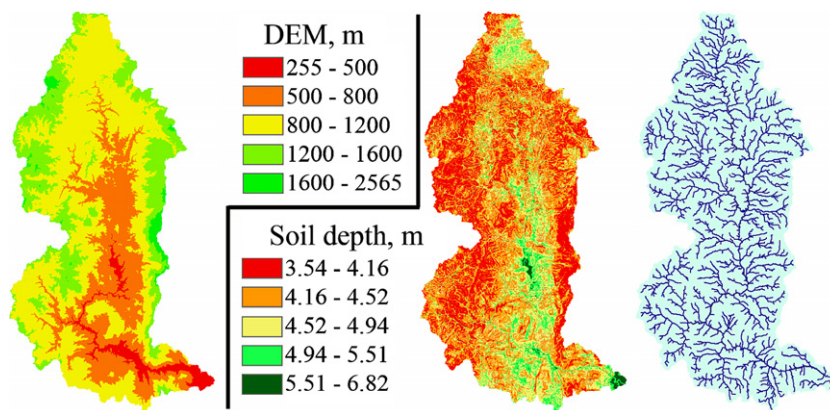 DEM, m
255 - 500
500 - 800
800 - 1200
1200 - 1600
1600 - 2565
Soil depth, m
3.54 - 4.16
4.16 - 4.52
4.52 - 4.94
4.94 - 5.51
5.51 - 6.82